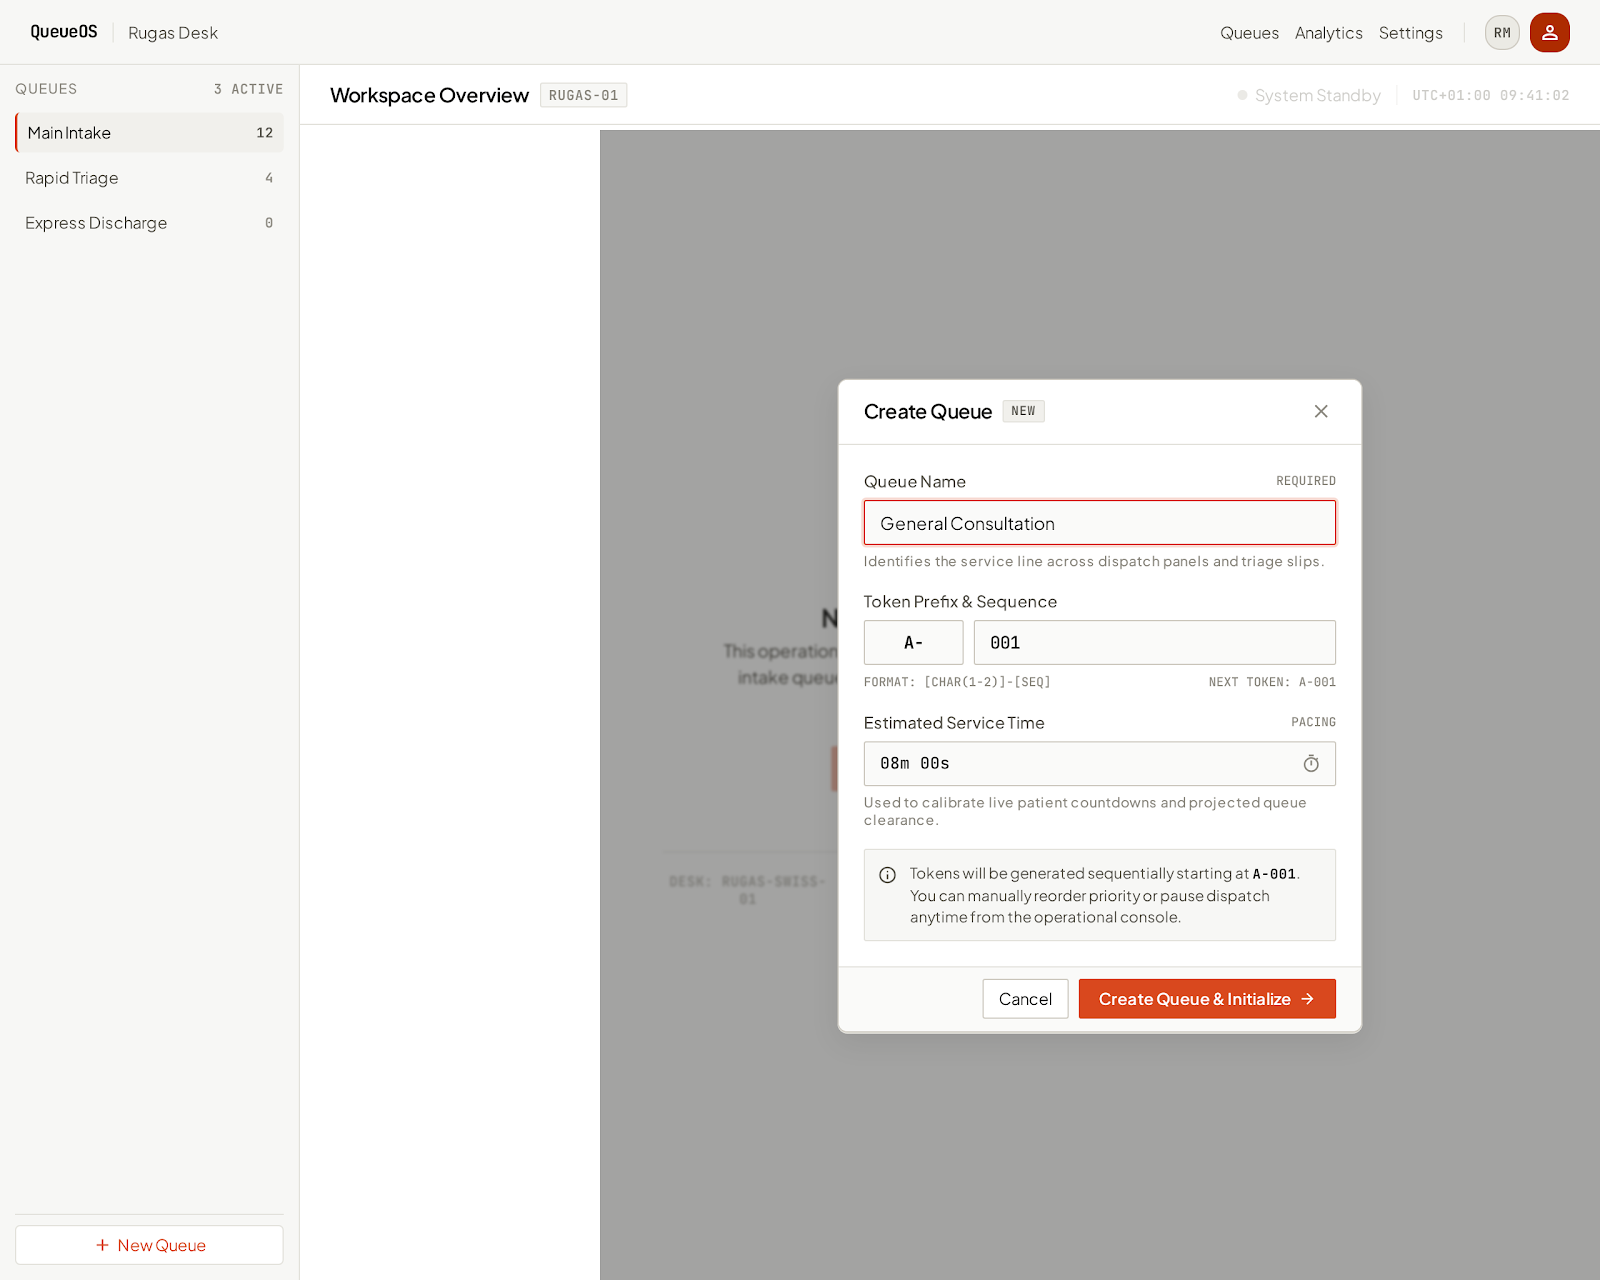 QueueOS
Rugas Desk
Queues Analytics Settings
RM
QUEUES 3 ACTIVE
Main Intake 12
Rapid Triage 4
Express Discharge 0
New Queue
Workspace Overview RUGAS-01
System Standby UTC+01:00 09:41:02
This operation
intake queue
DESK: RUGAS-SWISS-
01
Create Queue NEW
Queue Name REQUIRED
General Consultation
Identifies the service line across dispatch panels and triage slips.
Token Prefix & Sequence
A- 001
FORMAT: [CHAR(1-2)]-[SEQ] NEXT TOKEN: A-001
Estimated Service Time PACING
08m 00s
Used to calibrate live patient countdowns and projected queue
clearance.
Tokens will be generated sequentially starting at A-001.
You can manually reorder priority or pause dispatch
anytime from the operational console.
Cancel Create Queue & Initialize →